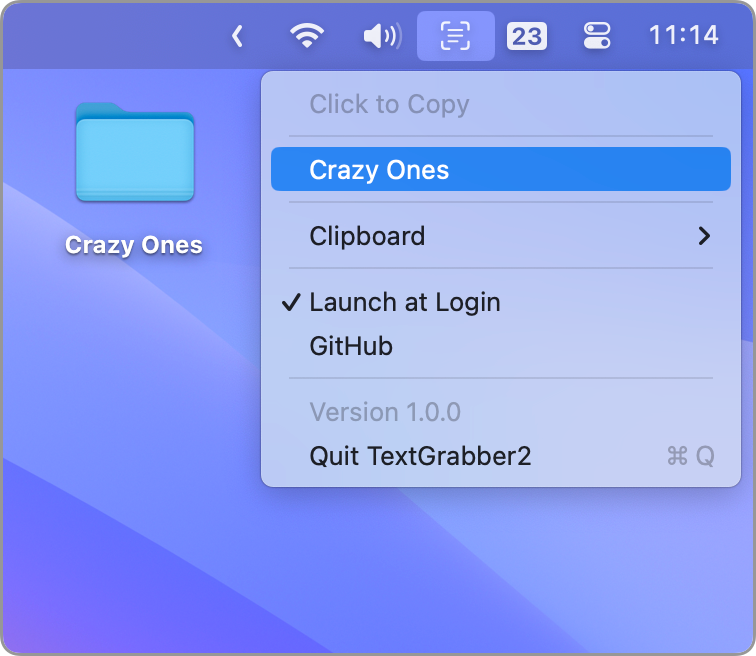 23
11:14
Click to Copy
Crazy Ones
Crazy Ones
Clipboard
✓ Launch at Login
GitHub
Version 1.0.0
Quit TextGrabber2 ⌘ Q